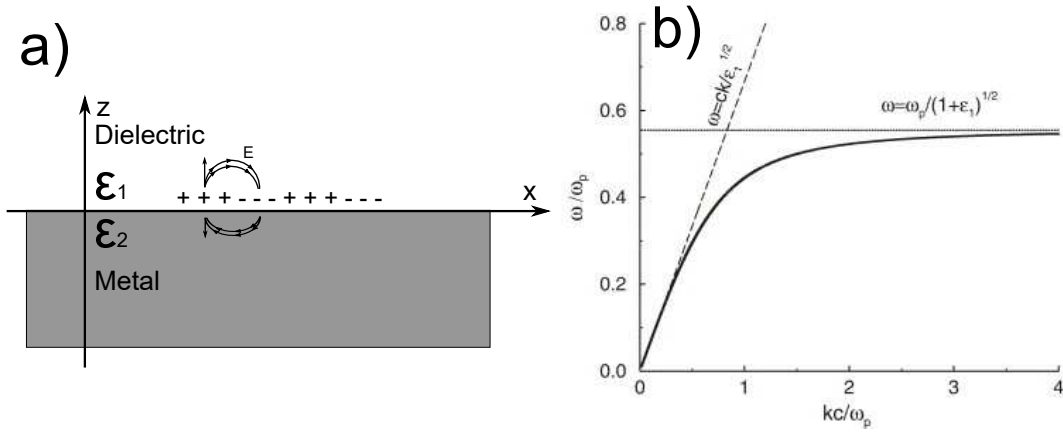 a)
z
Dielectric
E
ε1
+ + + - - - + + + - - -
x
ε2
Metal
b)
0.8
0.6
0.4
0.2
0.0
ω/ωp
ω=ck/ε1^1/2
ω=ωp/(1+ε1)^1/2
0 1 2 3 4
kc/ωp